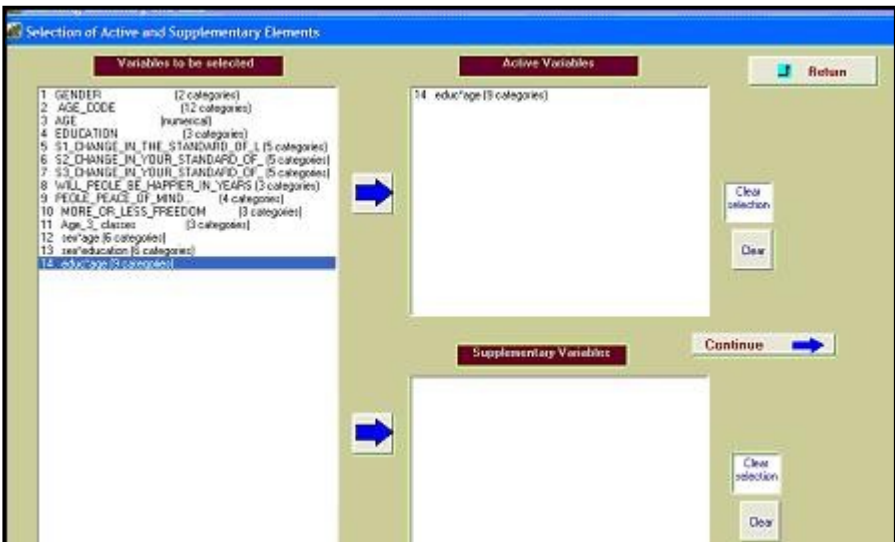 Selection of Active and Supplementary Elements
Variables to be selected
1 GENDER (2 categories)
2 AGE_CODE (12 categories)
3 AGE (numerical)
4 EDUCATION (3 categories)
5 S1_CHANGE_IN_THE_STANDARD_OF_L (5 categories)
6 S2_CHANGE_IN_YOUR_STANDARD_OF_ (5 categories)
7 S3_CHANGE_IN_YOUR_STANDARD_OF_ (5 categories)
8 WILL_PEOLE_BE_HAPPIER_IN_YEARS (3 categories)
9 PEOLE_PEACE_OF_MIND... (4 categories)
10 MORE_OR_LESS_FREEDOM (3 categories)
11 Age_3_classes (3 categories)
12 sex*age (6 categories)
13 sex*education (6 categories)
14 educ*age (9 categories)
Active Variables
14 educ*age (9 categories)
Return
Clear selection
Clear
Continue
Supplementary Variables
Clear selection
Clear